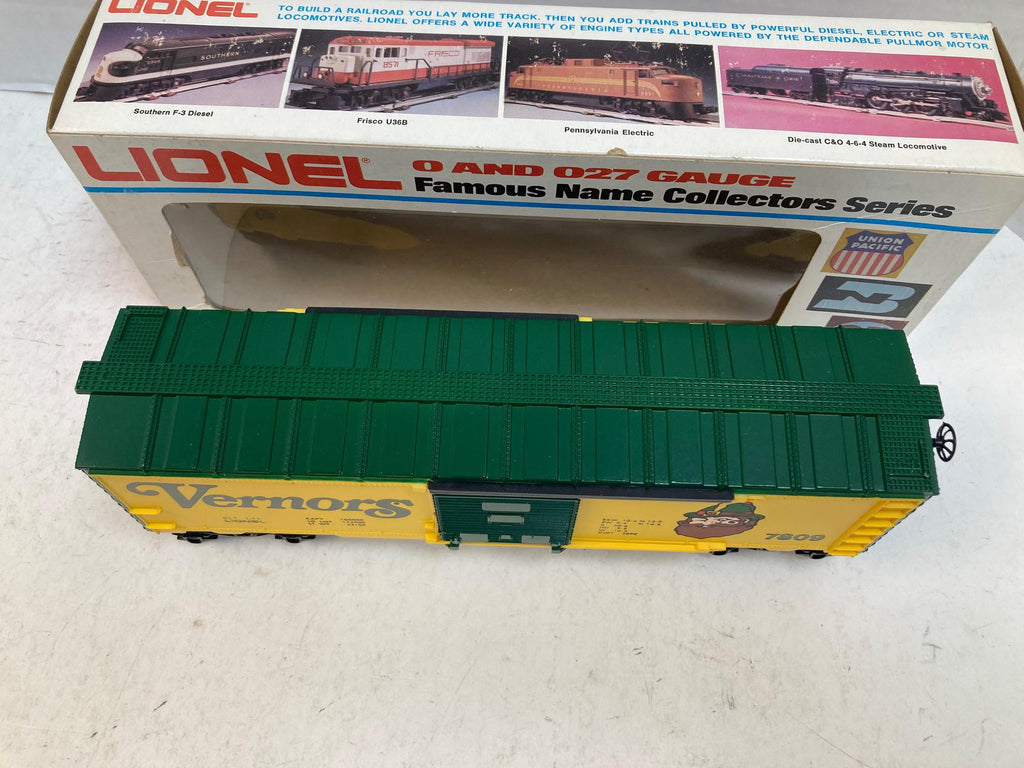 LIONEL
TO BUILD A RAILROAD YOU LAY MORE TRACK. THEN YOU ADD TRAINS PULLED BY POWERFUL DIESEL, ELECTRIC OR STEAM
LOCOMOTIVES. LIONEL OFFERS A WIDE VARIETY OF ENGINE TYPES ALL POWERED BY THE DEPENDABLE PULLMOR MOTOR.
SOUTHERN
FRISCO
8571
Southern F-3 Diesel
Frisco U36B
Pennsylvania Electric
Die-cast C&O 4-6-4 Steam Locomotive
LIONEL®
O AND O27 GAUGE
Famous Name Collectors Series
UNION
PACIFIC
Vernors
LIONEL
7809